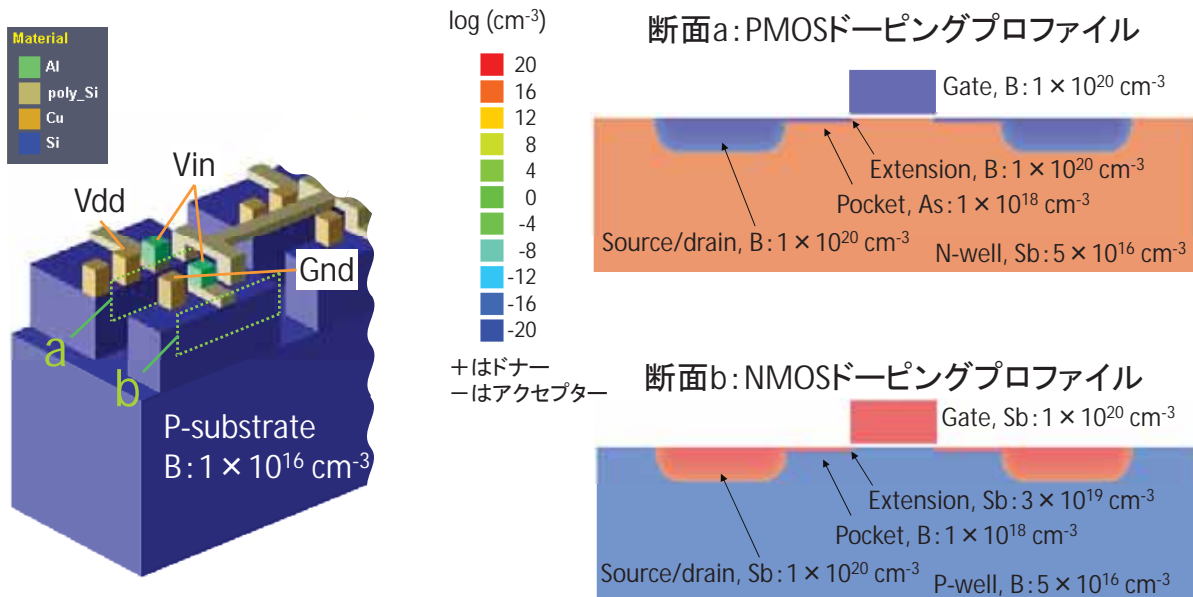 Material
Al
poly_Si
Cu
Si
Vdd
Vin
Gnd
a
b
P-substrate
B:1×10¹⁶ cm⁻³
log (cm⁻³)
20
16
12
8
4
0
-4
-8
-12
-16
-20
+はドナー
−はアクセプター
断面a:PMOSドーピングプロファイル
Gate, B:1×10²⁰ cm⁻³
Extension, B:1×10²⁰ cm⁻³
Pocket, As:1×10¹⁸ cm⁻³
Source/drain, B:1×10²⁰ cm⁻³
N-well, Sb:5×10¹⁶ cm⁻³
断面b:NMOSドーピングプロファイル
Gate, Sb:1×10²⁰ cm⁻³
Extension, Sb:3×10¹⁹ cm⁻³
Pocket, B:1×10¹⁸ cm⁻³
Source/drain, Sb:1×10²⁰ cm⁻³
P-well, B:5×10¹⁶ cm⁻³